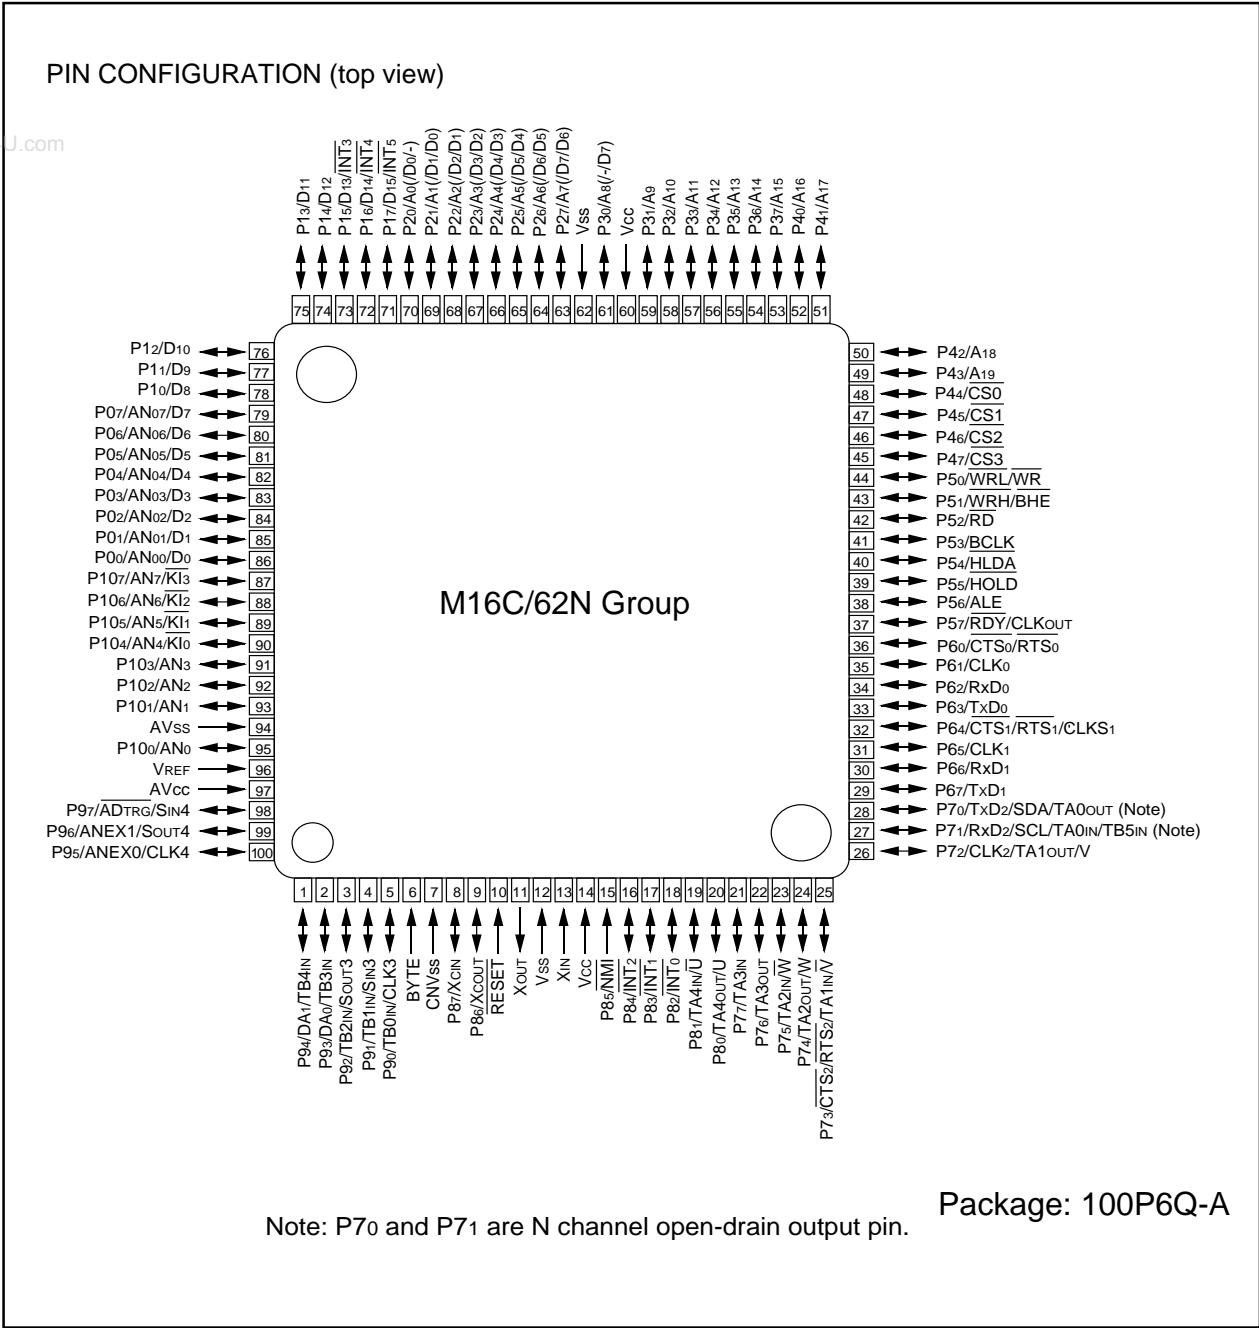 PIN CONFIGURATION (top view)
U.com
P13/D11
P14/D12
P15/D13/INT3
P16/D14/INT4
P17/D15/INT5
P20/A0(/D0/-)
P21/A1(/D1/D0)
P22/A2(/D2/D1)
P23/A3(/D3/D2)
P24/A4(/D4/D3)
P25/A5(/D5/D4)
P26/A6(/D6/D5)
P27/A7(/D7/D6)
Vss
P30/A8(/-/D7)
Vcc
P31/A9
P32/A10
P33/A11
P34/A12
P35/A13
P36/A14
P37/A15
P40/A16
P41/A17
75 74 73 72 71 70 69 68 67 66 65 64 63 62 61 60 59 58 57 56 55 54 53 52 51
P12/D10 76
P11/D9 77
P10/D8 78
P07/AN07/D7 79
P06/AN06/D6 80
P05/AN05/D5 81
P04/AN04/D4 82
P03/AN03/D3 83
P02/AN02/D2 84
P01/AN01/D1 85
P00/AN00/D0 86
P107/AN7/KI3 87
P106/AN6/KI2 88
P105/AN5/KI1 89
P104/AN4/KI0 90
P103/AN3 91
P102/AN2 92
P101/AN1 93
AVss 94
P100/AN0 95
VREF 96
AVcc 97
P97/ADTRG/SIN4 98
P96/ANEX1/SOUT4 99
P95/ANEX0/CLK4 100
M16C/62N Group
50 P42/A18
49 P43/A19
48 P44/CS0
47 P45/CS1
46 P46/CS2
45 P47/CS3
44 P50/WRL/WR
43 P51/WRH/BHE
42 P52/RD
41 P53/BCLK
40 P54/HLDA
39 P55/HOLD
38 P56/ALE
37 P57/RDY/CLKOUT
36 P60/CTS0/RTS0
35 P61/CLK0
34 P62/RxD0
33 P63/TxD0
32 P64/CTS1/RTS1/CLKS1
31 P65/CLK1
30 P66/RxD1
29 P67/TxD1
28 P70/TxD2/SDA/TA0OUT (Note)
27 P71/RxD2/SCL/TA0IN/TB5IN (Note)
26 P72/CLK2/TA1OUT/V
1 2 3 4 5 6 7 8 9 10 11 12 13 14 15 16 17 18 19 20 21 22 23 24 25
P94/DA1/TB4IN
P93/DA0/TB3IN
P92/TB2IN/SOUT3
P91/TB1IN/SIN3
P90/TB0IN/CLK3
BYTE
CNVss
P87/XCIN
P86/XCOUT
RESET
XOUT
Vss
XIN
Vcc
P85/NMI
P84/INT2
P83/INT1
P82/INT0
P81/TA4IN/U
P80/TA4OUT/U
P77/TA3IN
P76/TA3OUT
P75/TA2IN/W
P74/TA2OUT/W
P73/CTS2/RTS2/TA1IN/V
Package: 100P6Q-A
Note: P70 and P71 are N channel open-drain output pin.